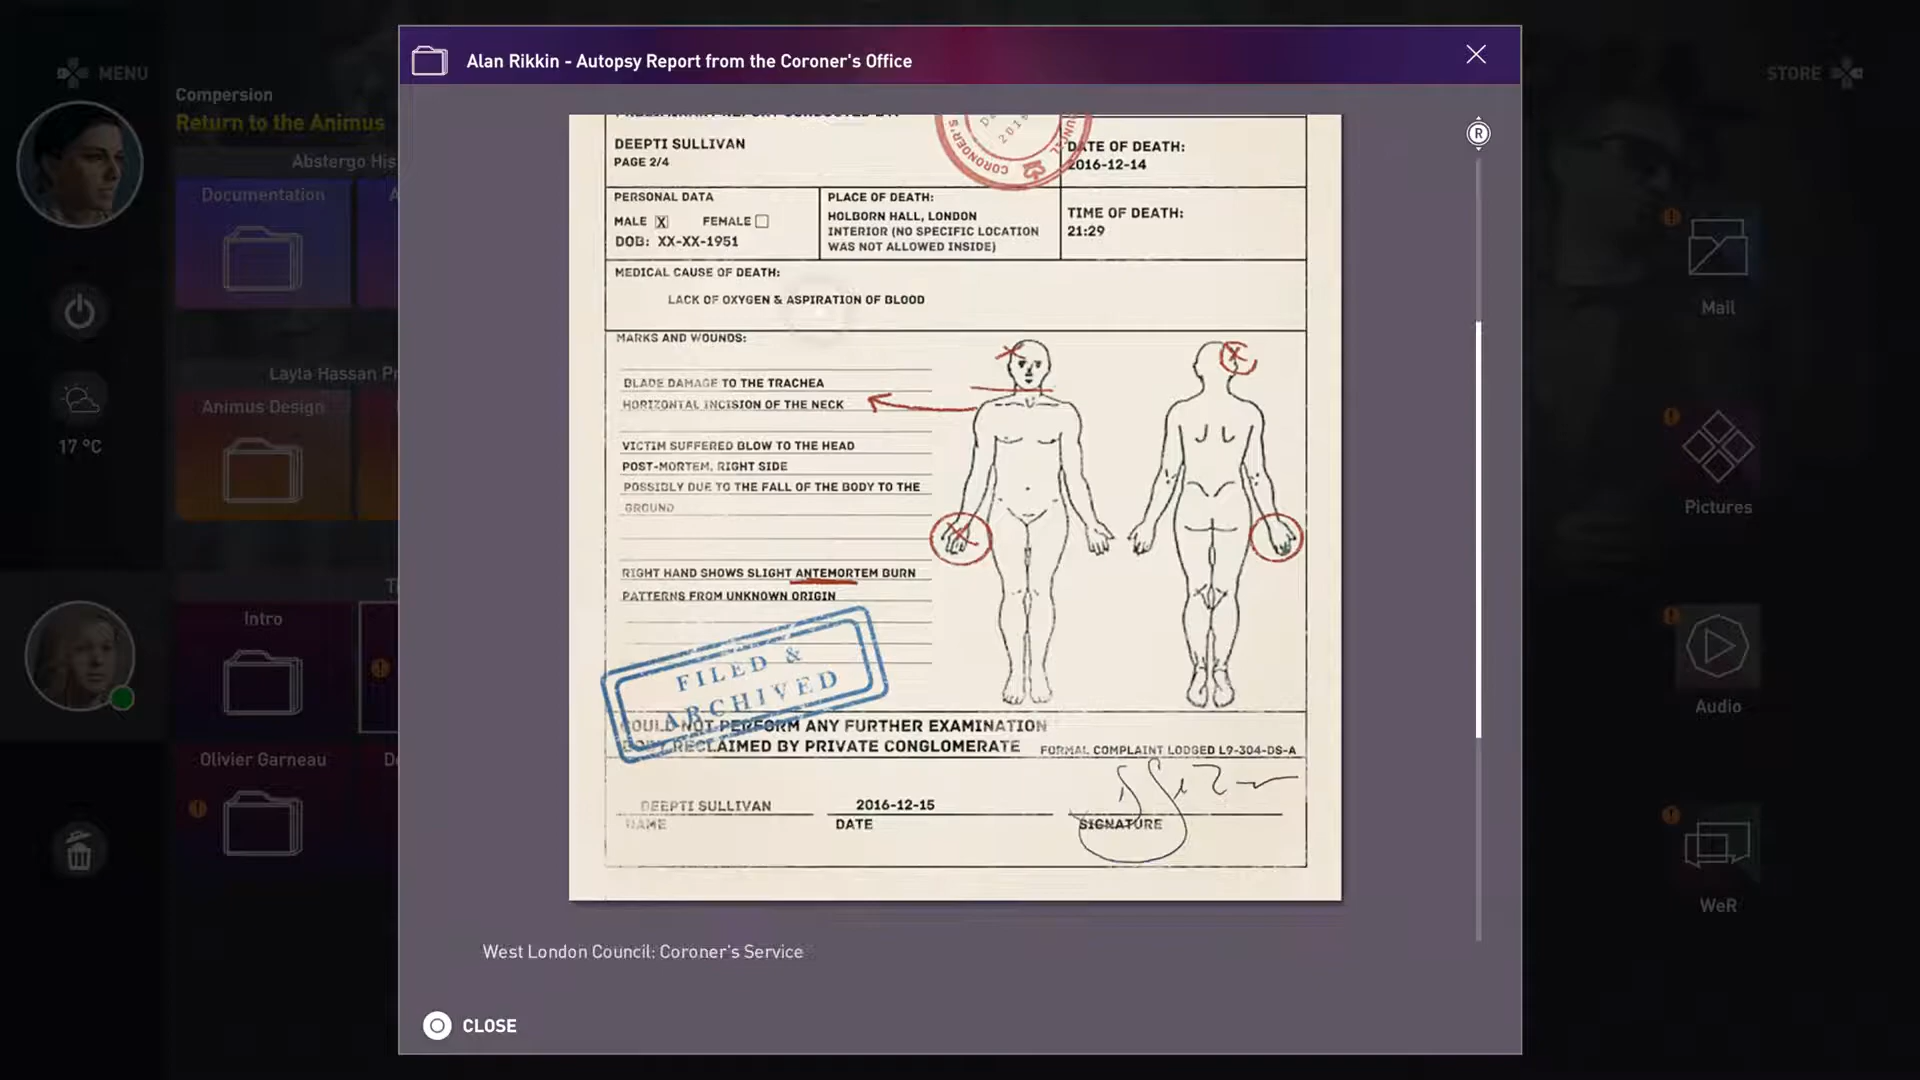 Alan Rikkin - Autopsy Report from the Coroner's Office
MENU
STORE
Compersion
Return to the Animus
Abstergo His
Documentation
A
17 °C
Layla Hassan Pr
Animus Design
Intro
Olivier Garneau
De
Mail
Pictures
Audio
WeR
R
DEEPTI SULLIVAN
PAGE 2/4
CORONDER'S
2016
DATE OF DEATH:
2016-12-14
PERSONAL DATA
MALE X FEMALE
DOB: XX-XX-1951
PLACE OF DEATH:
HOLBORN HALL, LONDON
INTERIOR (NO SPECIFIC LOCATION
WAS NOT ALLOWED INSIDE)
TIME OF DEATH:
21:29
MEDICAL CAUSE OF DEATH:
LACK OF OXYGEN & ASPIRATION OF BLOOD
MARKS AND WOUNDS:
BLADE DAMAGE TO THE TRACHEA
HORIZONTAL INCISION OF THE NECK
VICTIM SUFFERED BLOW TO THE HEAD
POST-MORTEM, RIGHT SIDE
POSSIBLY DUE TO THE FALL OF THE BODY TO THE
GROUND
RIGHT HAND SHOWS SLIGHT ANTEMORTEM BURN
PATTERNS FROM UNKNOWN ORIGIN
FILED &
ARCHIVED
COULD NOT PERFORM ANY FURTHER EXAMINATION
BODY RECLAIMED BY PRIVATE CONGLOMERATE
FORMAL COMPLAINT LODGED L9-304-DS-A
DEEPTI SULLIVAN
NAME
2016-12-15
DATE
SIGNATURE
West London Council: Coroner's Service
CLOSE